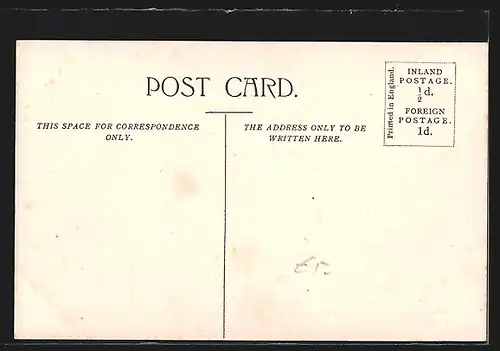 POST CARD.
THIS SPACE FOR CORRESPONDENCE
ONLY.
THE ADDRESS ONLY TO BE
WRITTEN HERE.
Printed in England.
INLAND
POSTAGE.
½d.
FOREIGN
POSTAGE.
1d.